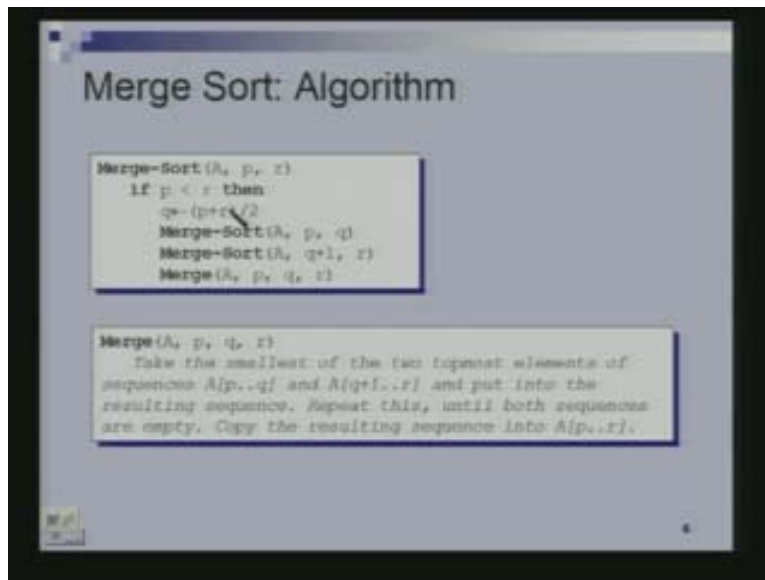 Merge Sort: Algorithm
Merge-Sort(A, p, r)
if p < r then
q←(p+r)/2
Merge-Sort(A, p, q)
Merge-Sort(A, q+1, r)
Merge(A, p, q, r)
Merge(A, p, q, r)
Take the smallest of the two topmost elements of
sequences A[p..q] and A[q+1..r] and put into the
resulting sequence. Repeat this, until both sequences
are empty. Copy the resulting sequence into A[p..r].
6